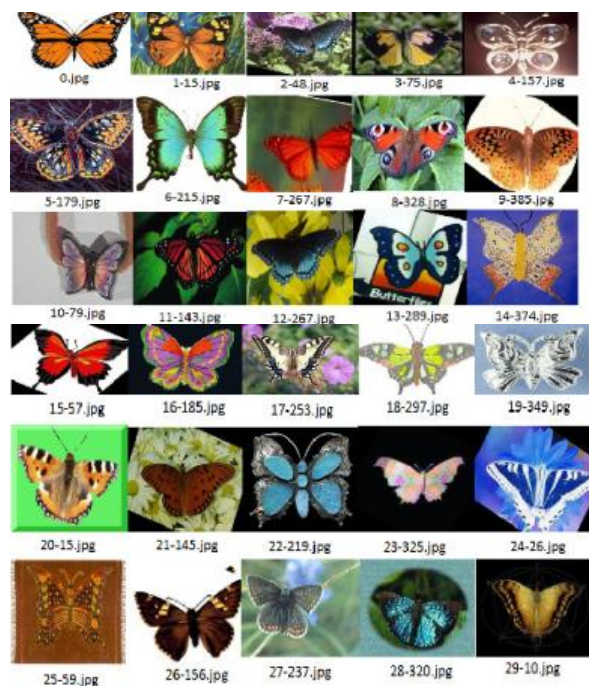 0.jpg
1-15.jpg
2-48.jpg
3-75.jpg
4-157.jpg
5-179.jpg
6-215.jpg
7-267.jpg
8-328.jpg
9-385.jpg
10-79.jpg
11-143.jpg
12-267.jpg
Butterflies
13-289.jpg
14-374.jpg
15-57.jpg
16-185.jpg
17-253.jpg
18-297.jpg
19-349.jpg
20-15.jpg
21-145.jpg
22-219.jpg
23-325.jpg
24-26.jpg
25-59.jpg
26-156.jpg
27-237.jpg
28-320.jpg
29-10.jpg